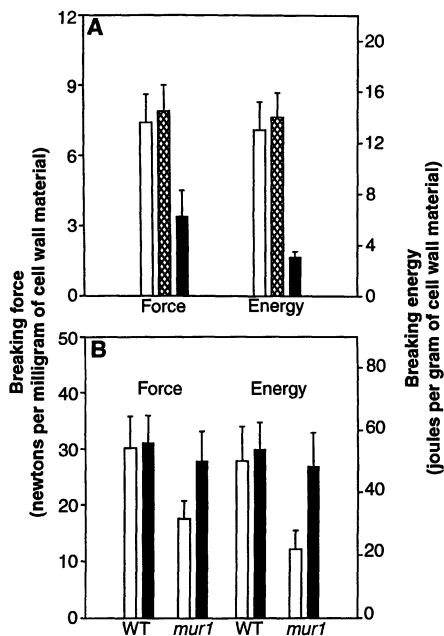 A
12
9
6
3
0
20
16
12
8
4
0
Force Energy
B
50
40
30
20
10
0
80
60
40
20
0
Force Energy
WT mur1 WT mur1
Breaking force
(newtons per milligram of cell wall material)
Breaking energy
(joules per gram of cell wall material)